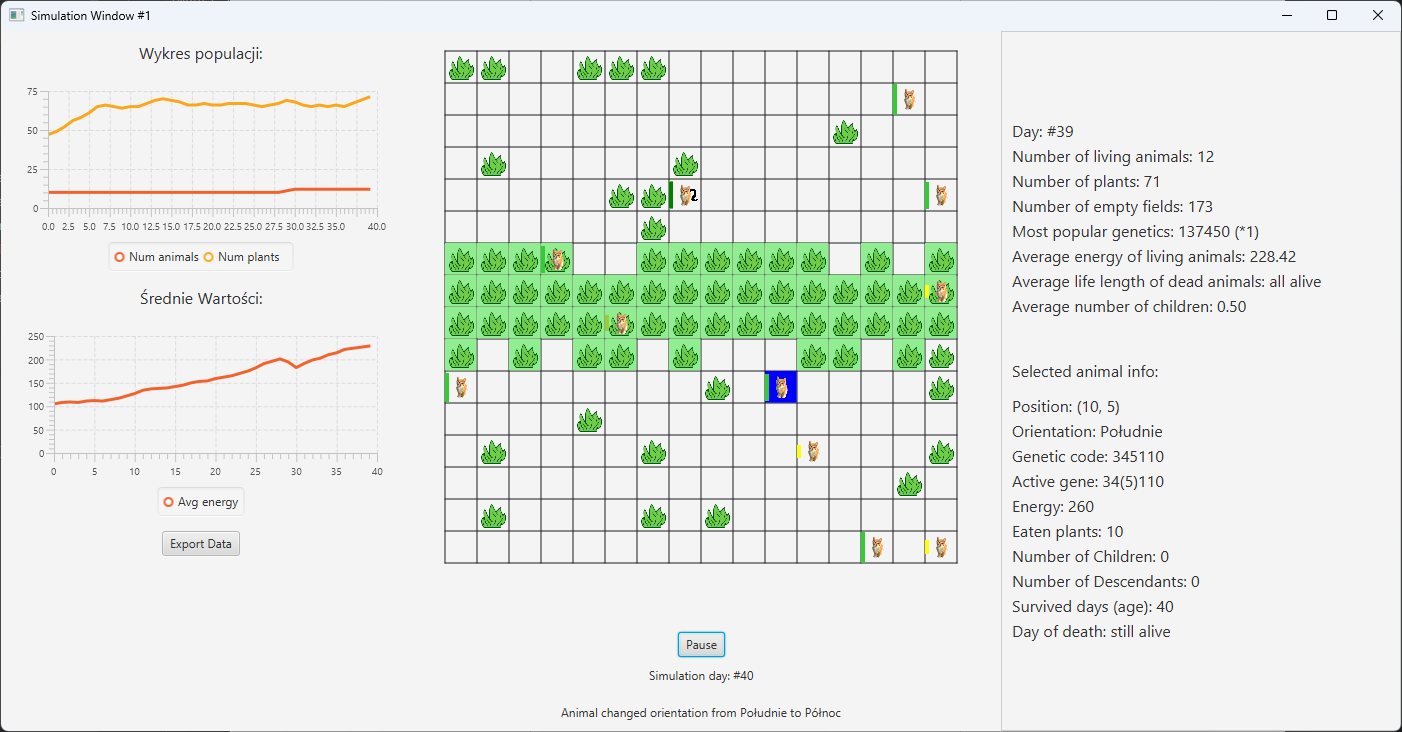 Simulation Window #1
Wykres populacji:
75
50
25
0
0.0 2.5 5.0 7.5 10.0 12.5 15.0 17.5 20.0 22.5 25.0 27.5 30.0 32.5 35.0 40.0
Num animals Num plants
Średnie Wartości:
250
200
150
100
50
0
0 5 10 15 20 25 30 35 40
Avg energy
Export Data
2
Pause
Simulation day: #40
Animal changed orientation from Południe to Północ
Day: #39
Number of living animals: 12
Number of plants: 71
Number of empty fields: 173
Most popular genetics: 137450 (*1)
Average energy of living animals: 228.42
Average life length of dead animals: all alive
Average number of children: 0.50
Selected animal info:
Position: (10, 5)
Orientation: Południe
Genetic code: 345110
Active gene: 34(5)110
Energy: 260
Eaten plants: 10
Number of Children: 0
Number of Descendants: 0
Survived days (age): 40
Day of death: still alive